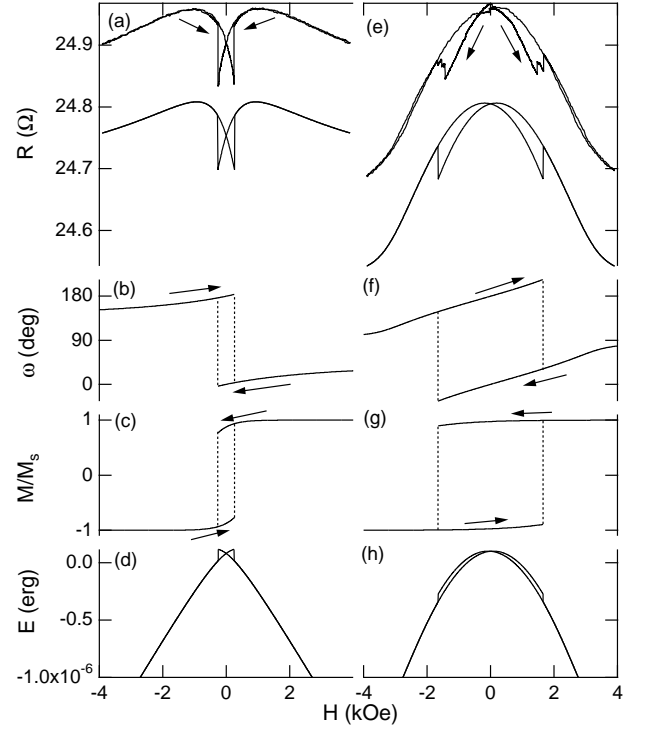 (a)
(e)
24.9
24.8
24.7
24.6
R (Ω)
(b)
(f)
180
90
0
ω (deg)
(c)
(g)
1
0
-1
M/Ms
(d)
(h)
0.0
-0.5
-1.0x10-6
E (erg)
-4 -2 0 2 -4 -2 0 2 4
H (kOe)